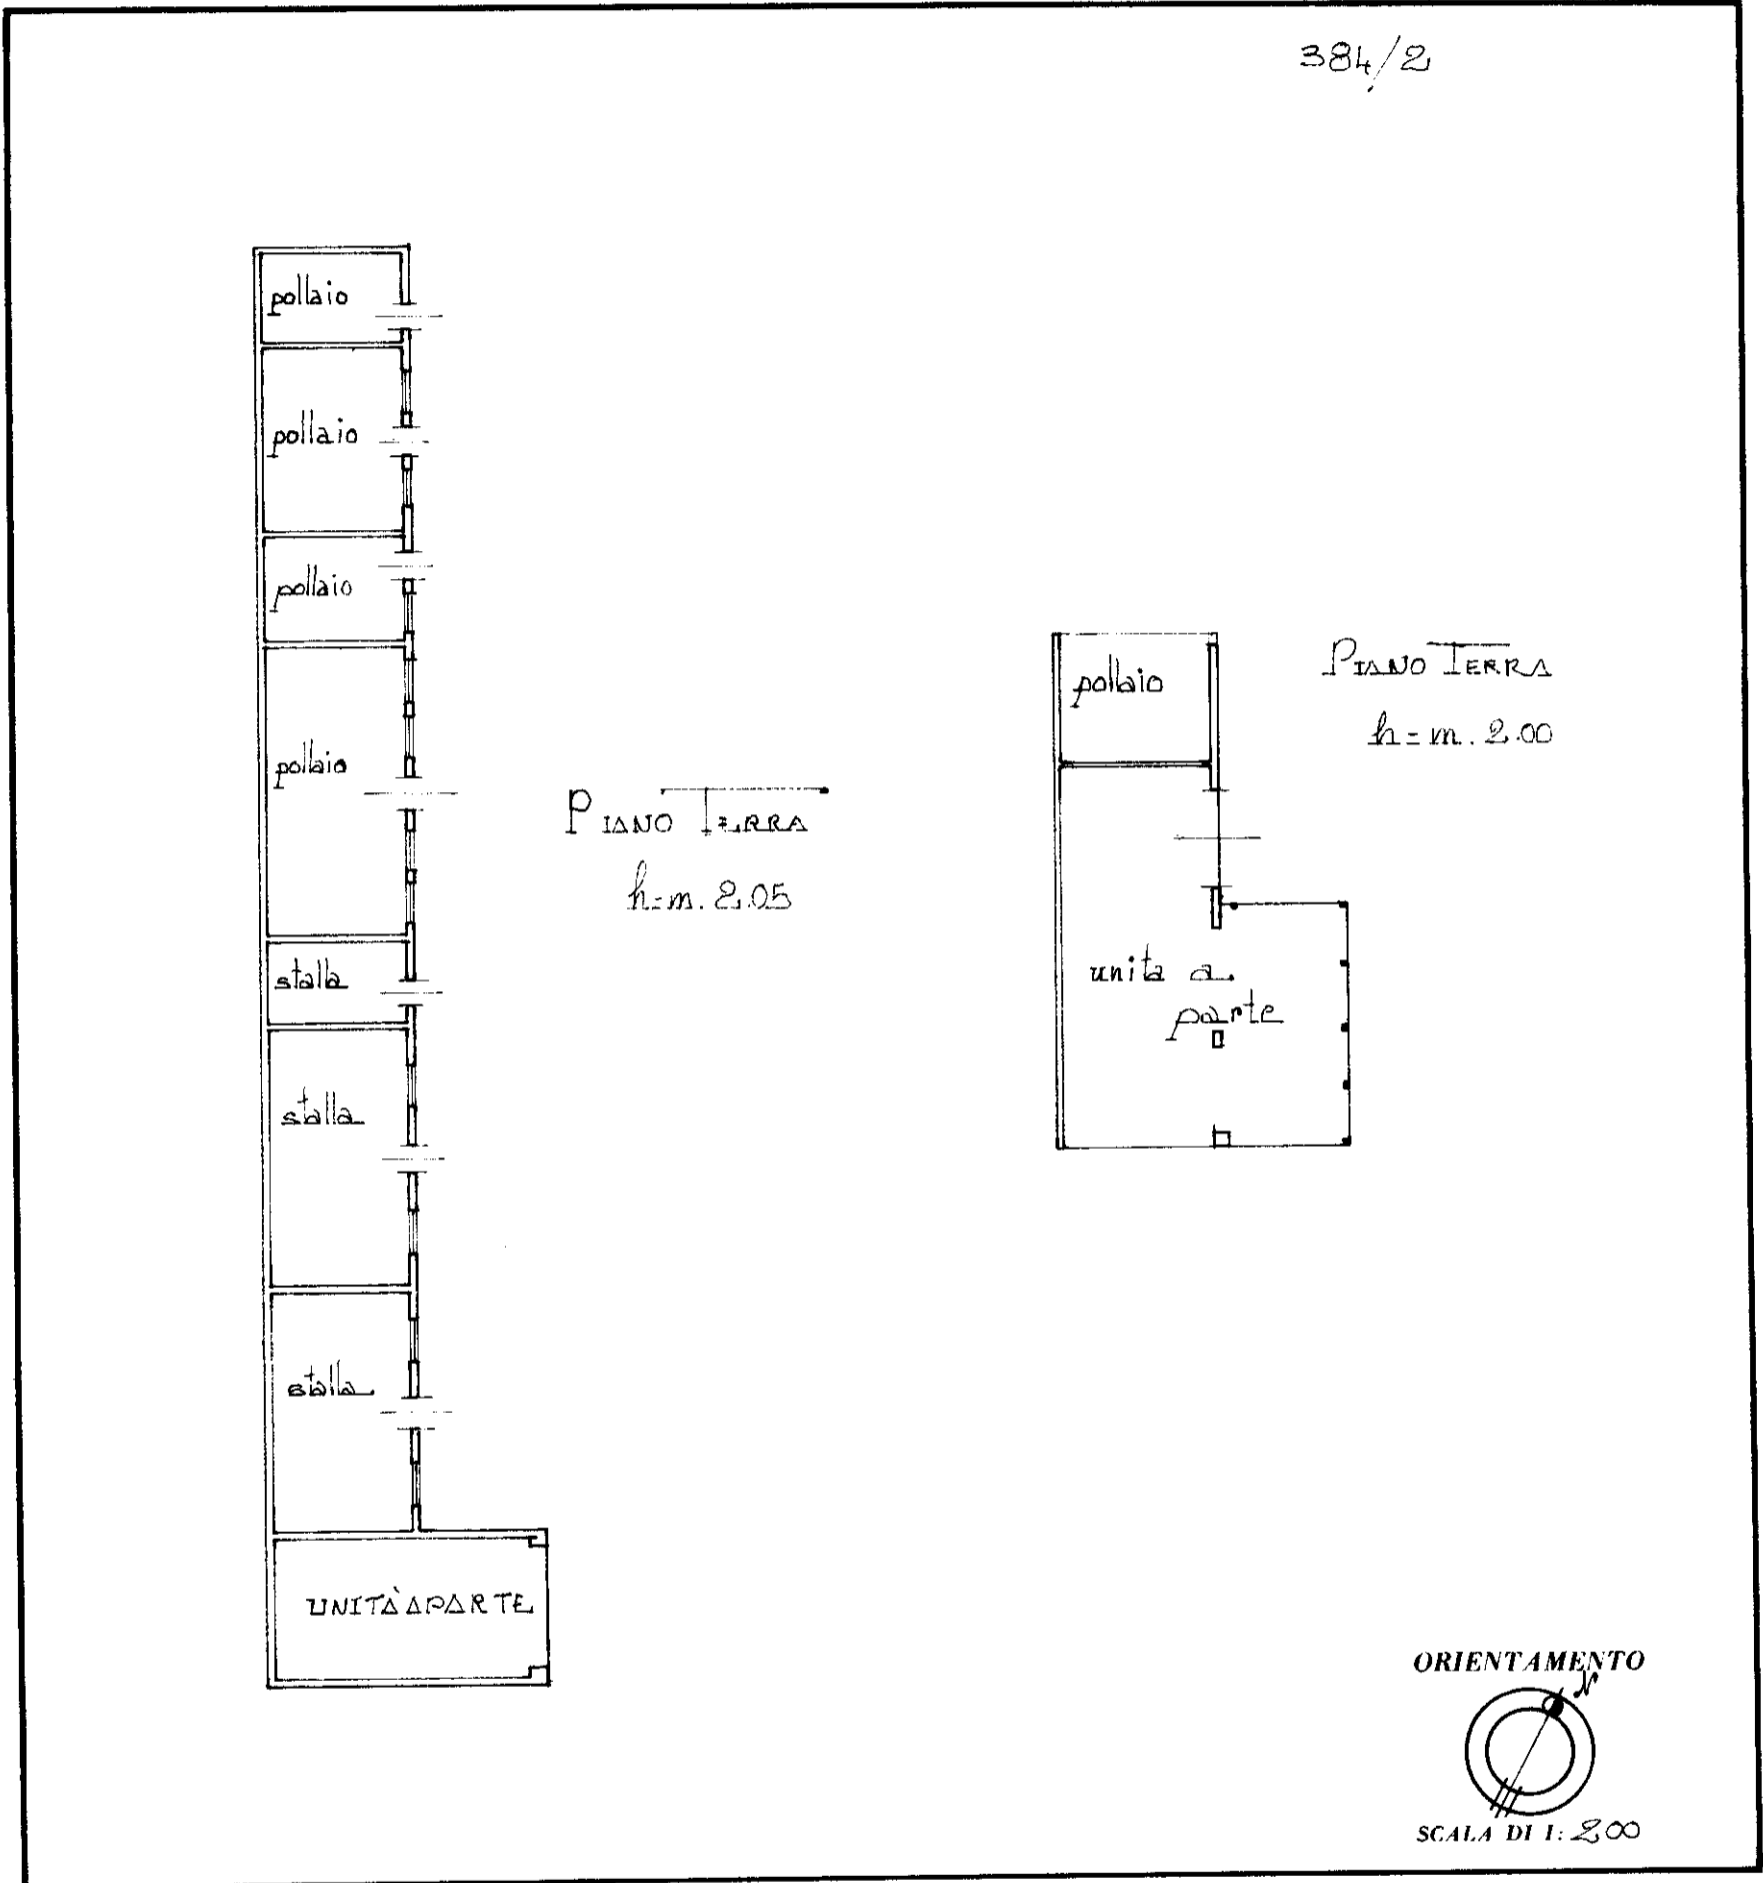 384/2
pollaio
pollaio
pollaio
pollaio
stalla
stalla
stalla
UNITÀ A PARTE
PIANO TERRA
h=m. 2.05
pollaio
unita a
parte
PIANO TERRA
h=m. 2.00
ORIENTAMENTO
N
SCALA DI 1: 200